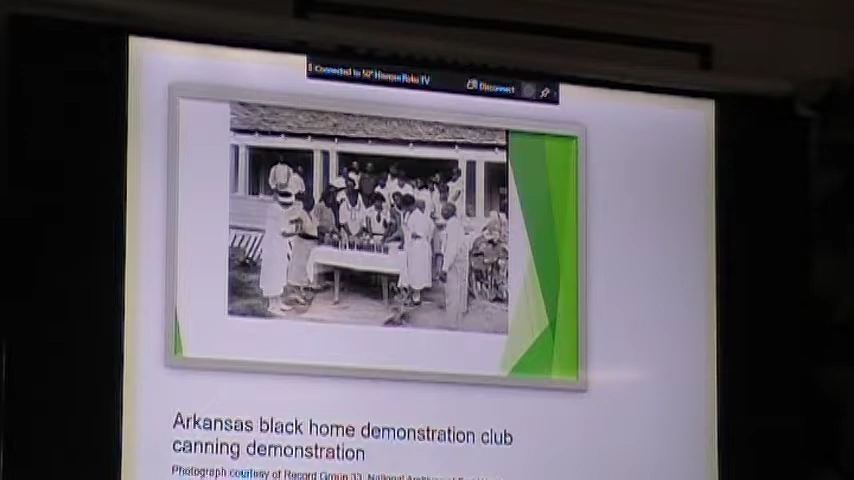 Connected to 50" Hisense Roku TV
Disconnect
Arkansas black home demonstration club
canning demonstration
Photograph courtesy of Record Group 33, National Archives